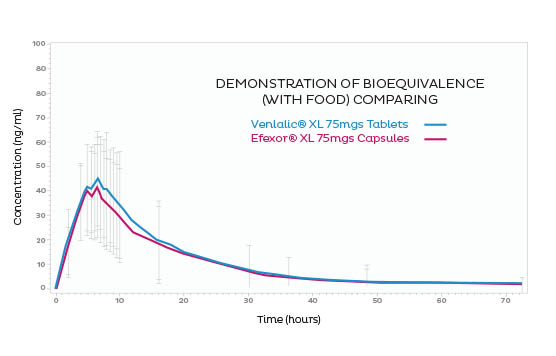 100
80
80
70
60
50
40
30
20
10
0
Concentration (ng/ml)
DEMONSTRATION OF BIOEQUIVALENCE
(WITH FOOD) COMPARING
Venlalic® XL 75mgs Tablets
Efexor® XL 75mgs Capsules
0 10 20 30 40 50 60 70
Time (hours)